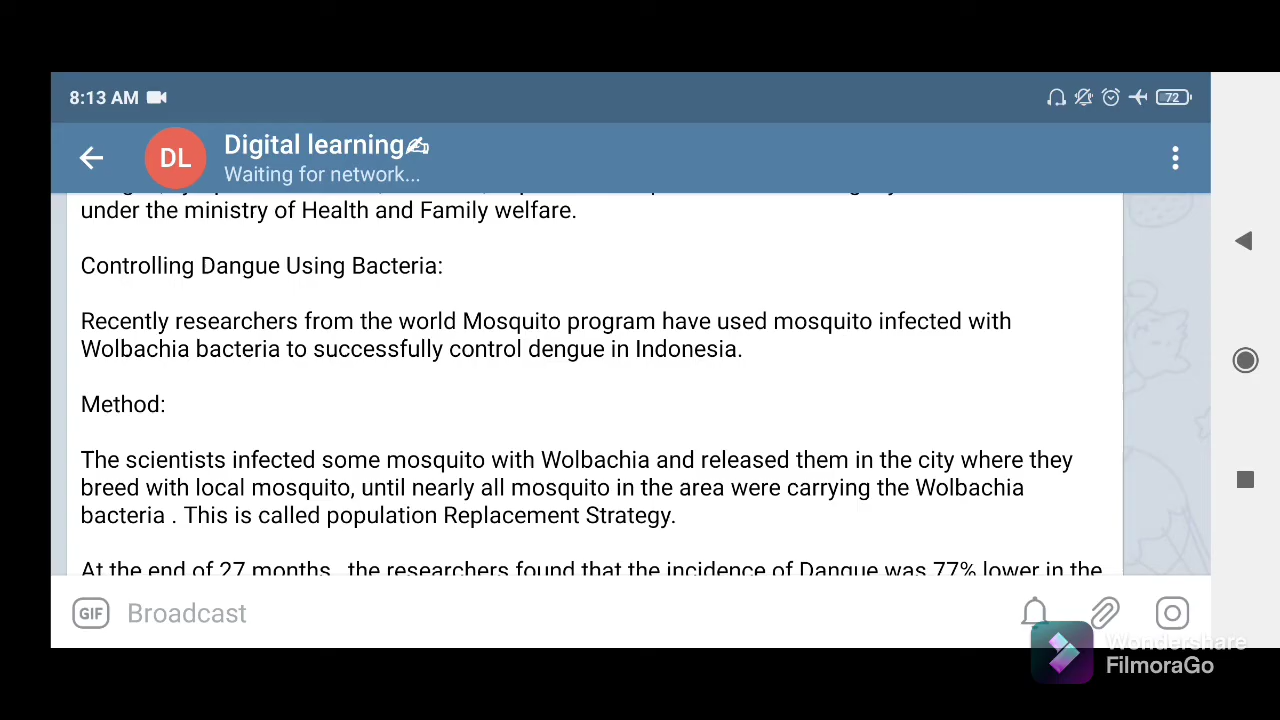 8:13 AM
72
DL
Digital learning✍
Waiting for network...
under the ministry of Health and Family welfare.
Controlling Dangue Using Bacteria:
Recently researchers from the world Mosquito program have used mosquito infected with
Wolbachia bacteria to successfully control dengue in Indonesia.
Method:
The scientists infected some mosquito with Wolbachia and released them in the city where they
breed with local mosquito, until nearly all mosquito in the area were carrying the Wolbachia
bacteria . This is called population Replacement Strategy.
At the end of 27 months , the researchers found that the incidence of Dangue was 77% lower in the
GIF
Broadcast
Wondershare
FilmoraGo